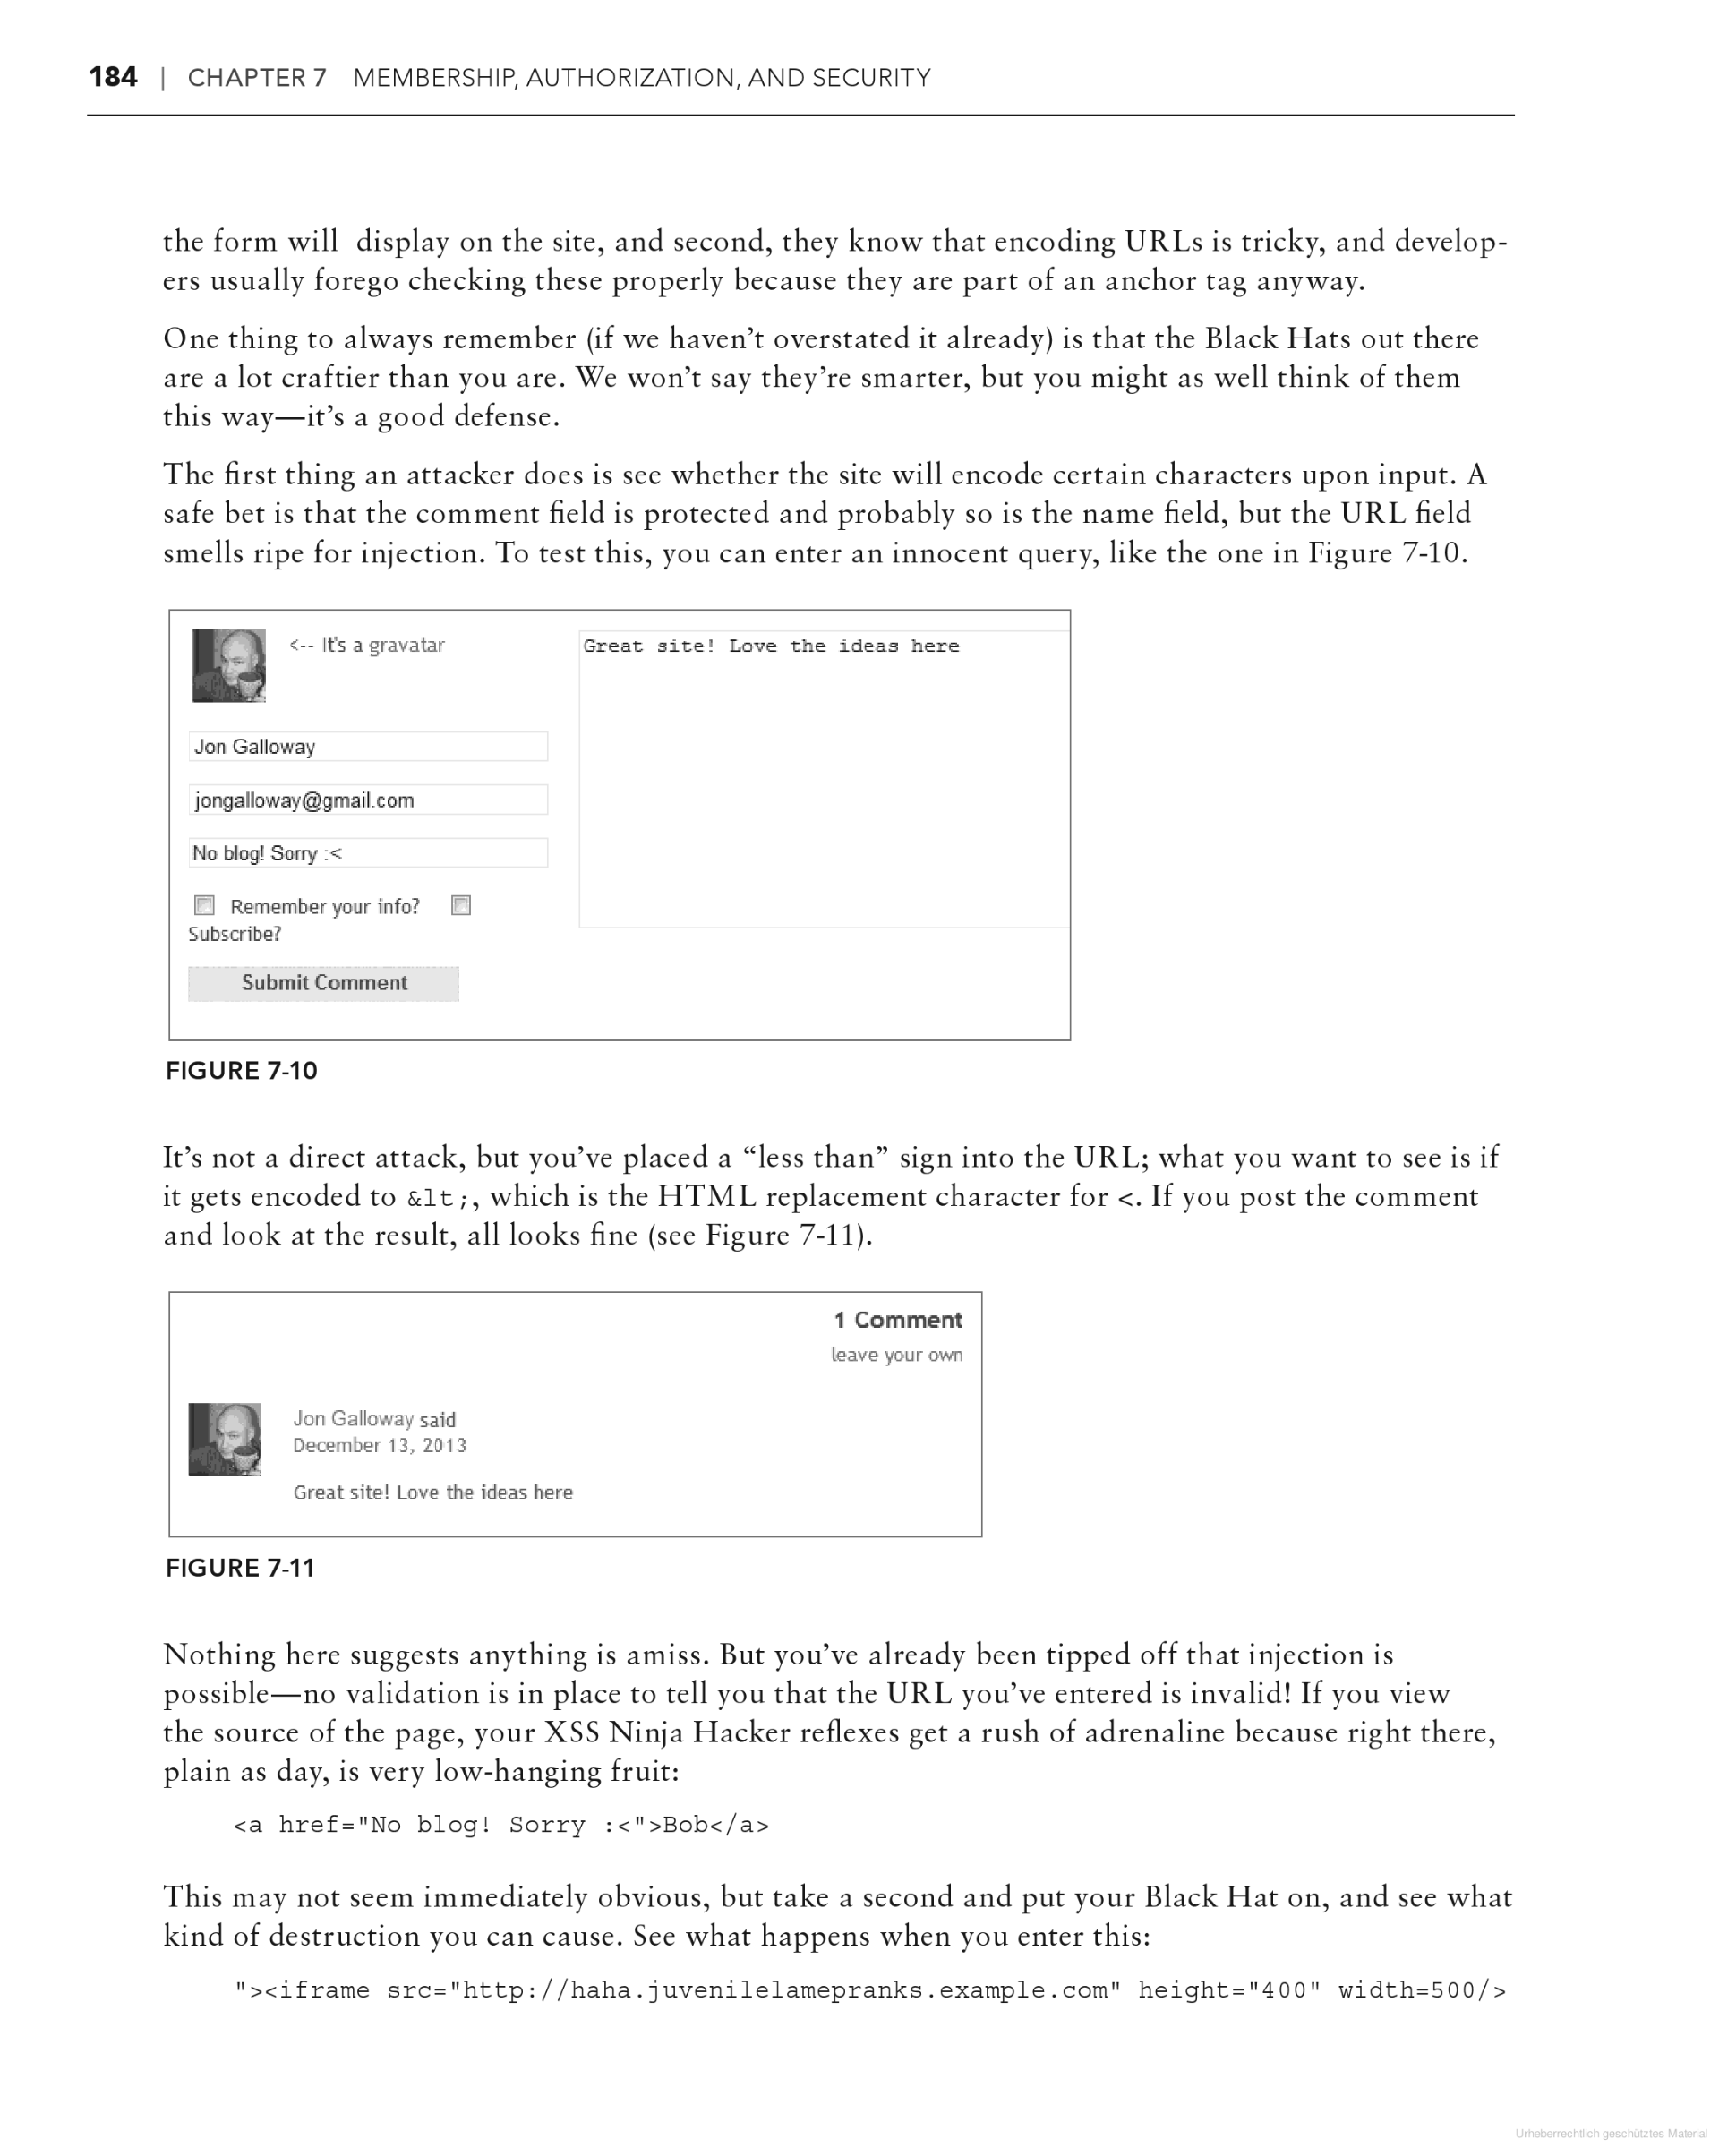 184 | CHAPTER 7 MEMBERSHIP, AUTHORIZATION, AND SECURITY
the form will display on the site, and second, they know that encoding URLs is tricky, and develop-
ers usually forego checking these properly because they are part of an anchor tag anyway.
One thing to always remember (if we haven’t overstated it already) is that the Black Hats out there
are a lot craftier than you are. We won’t say they’re smarter, but you might as well think of them
this way—it’s a good defense.
The first thing an attacker does is see whether the site will encode certain characters upon input. A
safe bet is that the comment field is protected and probably so is the name field, but the URL field
smells ripe for injection. To test this, you can enter an innocent query, like the one in Figure 7-10.
<-- It's a gravatar
Great site! Love the ideas here
Jon Galloway
jongalloway@gmail.com
No blog! Sorry :<
Remember your info?
Subscribe?
Submit Comment
FIGURE 7-10
It’s not a direct attack, but you’ve placed a “less than” sign into the URL; what you want to see is if
it gets encoded to &lt;, which is the HTML replacement character for <. If you post the comment
and look at the result, all looks fine (see Figure 7-11).
1 Comment
leave your own
Jon Galloway said
December 13, 2013
Great site! Love the ideas here
FIGURE 7-11
Nothing here suggests anything is amiss. But you’ve already been tipped off that injection is
possible—no validation is in place to tell you that the URL you’ve entered is invalid! If you view
the source of the page, your XSS Ninja Hacker reflexes get a rush of adrenaline because right there,
plain as day, is very low-hanging fruit:
<a href="No blog! Sorry :<">Bob</a>
This may not seem immediately obvious, but take a second and put your Black Hat on, and see what
kind of destruction you can cause. See what happens when you enter this:
"><iframe src="http://haha.juvenilelamepranks.example.com" height="400" width=500/>
Urheberrechtlich geschütztes Material